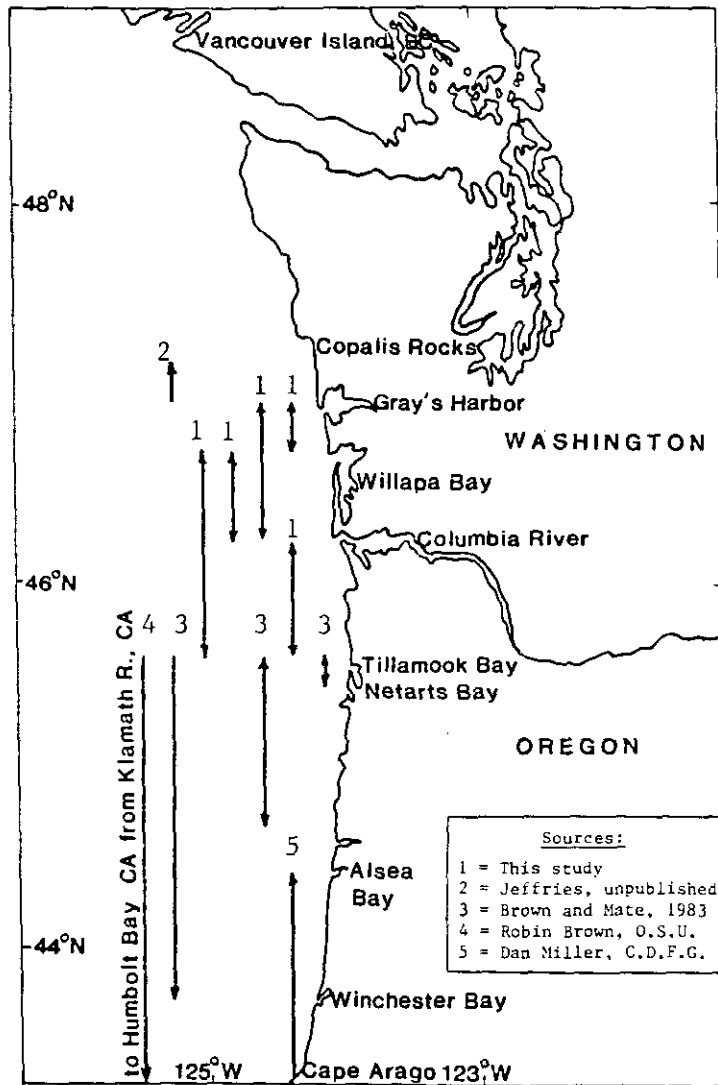 Vancouver Island, BC
48°N
Copalis Rocks
2
1 1
Gray's Harbor
1 1
WASHINGTON
Willapa Bay
1
Columbia River
46°N
to Humbolt Bay CA from Klamath R., CA
4 3 3 3
Tillamook Bay
Netarts Bay
OREGON
5
Alsea
Bay
44°N
Winchester Bay
125°W
Cape Arago 123°W
Sources:
1 = This study
2 = Jeffries, unpublished
3 = Brown and Mate, 1983
4 = Robin Brown, O.S.U.
5 = Dan Miller, C.D.F.G.